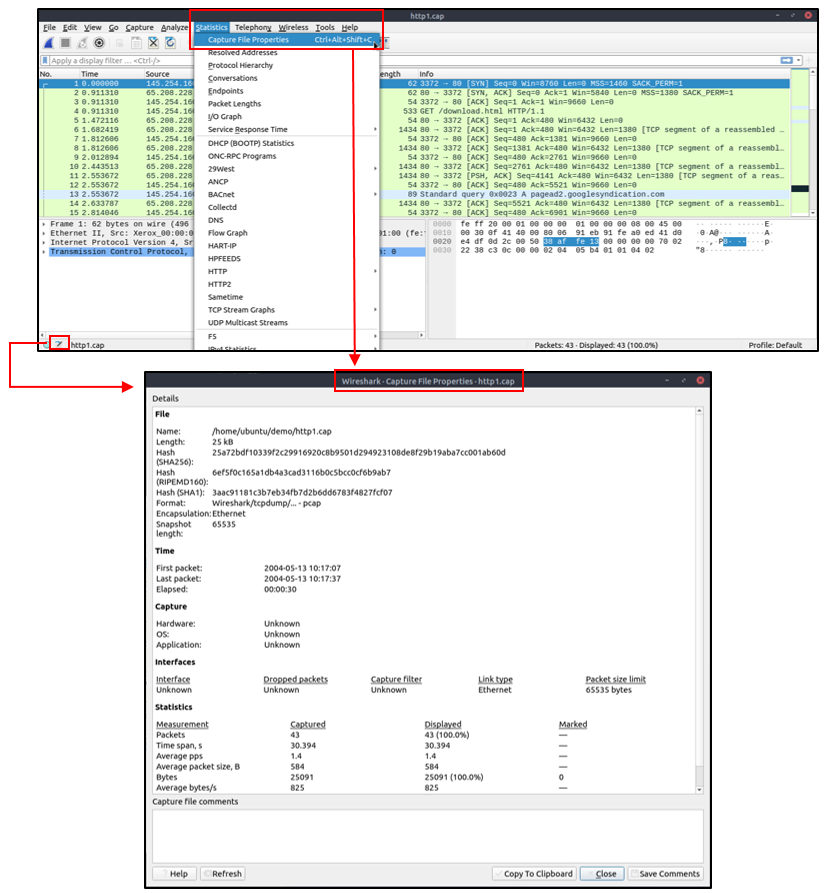 http1.cap
File Edit View Go Capture Analyze Statistics Telephony Wireless Tools Help
Apply a display filter ... <Ctrl-/>
Capture File Properties Ctrl+Alt+Shift+C
Resolved Addresses
Protocol Hierarchy
Conversations
Endpoints
Packet Lengths
I/O Graph
Service Response Time
DHCP (BOOTP) Statistics
ONC-RPC Programs
29West
ANCP
BACnet
Collectd
DNS
Flow Graph
HART-IP
HPFEEDS
HTTP
HTTP2
Sametime
TCP Stream Graphs
UDP Multicast Streams
F5
IPv4 Statistics
No. Time Source
1 0.000000 145.254.160
2 0.911310 65.208.228
3 0.911310 145.254.160
4 0.911310 145.254.160
5 1.472116 65.208.228
6 1.682419 65.208.228
7 1.812606 145.254.160
8 1.812606 65.208.228
9 2.012894 145.254.160
10 2.443513 65.208.228
11 2.553672 65.208.228
12 2.553672 145.254.160
13 2.553672 145.254.160
14 2.633787 65.208.228
15 2.814046 145.254.160
ength Info
62 3372 → 80 [SYN] Seq=0 Win=8760 Len=0 MSS=1460 SACK_PERM=1
62 80 → 3372 [SYN, ACK] Seq=0 Ack=1 Win=5840 Len=0 MSS=1380 SACK_PERM=1
54 3372 → 80 [ACK] Seq=1 Ack=1 Win=9660 Len=0
533 GET /download.html HTTP/1.1
54 80 → 3372 [ACK] Seq=1 Ack=480 Win=6432 Len=0
1434 80 → 3372 [ACK] Seq=1 Ack=480 Win=6432 Len=1380 [TCP segment of a reassembled …
54 3372 → 80 [ACK] Seq=480 Ack=1381 Win=9660 Len=0
1434 80 → 3372 [ACK] Seq=1381 Ack=480 Win=6432 Len=1380 [TCP segment of a reassembl…
54 3372 → 80 [ACK] Seq=480 Ack=2761 Win=9660 Len=0
1434 80 → 3372 [ACK] Seq=2761 Ack=480 Win=6432 Len=1380 [TCP segment of a reassembl…
1434 80 → 3372 [PSH, ACK] Seq=4141 Ack=480 Win=6432 Len=1380 [TCP segment of a reas…
54 3372 → 80 [ACK] Seq=480 Ack=5521 Win=9660 Len=0
89 Standard query 0x0023 A pagead2.googlesyndication.com
1434 80 → 3372 [ACK] Seq=5521 Ack=480 Win=6432 Len=1380 [TCP segment of a reassembl…
54 3372 → 80 [ACK] Seq=480 Ack=6901 Win=9660 Len=0
Frame 1: 62 bytes on wire (496
Ethernet II, Src: Xerox_00:00:0
Internet Protocol Version 4, Sr
Transmission Control Protocol,
01:00 (fe:
m: 0
0000 fe ff 20 00 01 00 00 00 01 00 00 00 08 00 45 00
0010 00 30 0f 41 40 00 80 06 91 eb 91 fe a0 ed 41 d0
0020 e4 df 0d 2c 00 50 38 af fe 13 00 00 00 00 70 02
0030 22 38 c3 0c 00 00 02 04 05 b4 01 01 04 02
http1.cap
Packets: 43 · Displayed: 43 (100.0%)
Profile: Default
Wireshark · Capture File Properties · http1.cap
Details
File
Name: /home/ubuntu/demo/http1.cap
Length: 25 kB
Hash (SHA256): 25a72bdf10339f2c29916920c8b9501d294923108de8f29b19aba7cc001ab60d
Hash (RIPEMD160): 6ef5f0c165a1db4a3cad3116b0c5bcc0cf6b9ab7
Hash (SHA1): 3aac91181c3b7eb34fb7d2b6dd6783f4827fcf07
Format: Wireshark/tcpdump/... - pcap
Encapsulation: Ethernet
Snapshot length: 65535
Time
First packet: 2004-05-13 10:17:07
Last packet: 2004-05-13 10:17:37
Elapsed: 00:00:30
Capture
Hardware: Unknown
OS: Unknown
Application: Unknown
Interfaces
Interface Dropped packets Capture filter Link type Packet size limit
Unknown Unknown Unknown Ethernet 65535 bytes
Statistics
Measurement Captured Displayed Marked
Packets 43 43 (100.0%) —
Time span, s 30.394 30.394 —
Average pps 1.4 1.4 —
Average packet size, B 584 584 —
Bytes 25091 25091 (100.0%) 0
Average bytes/s 825 825 —
Capture file comments
Help Refresh Copy To Clipboard Close Save Comments